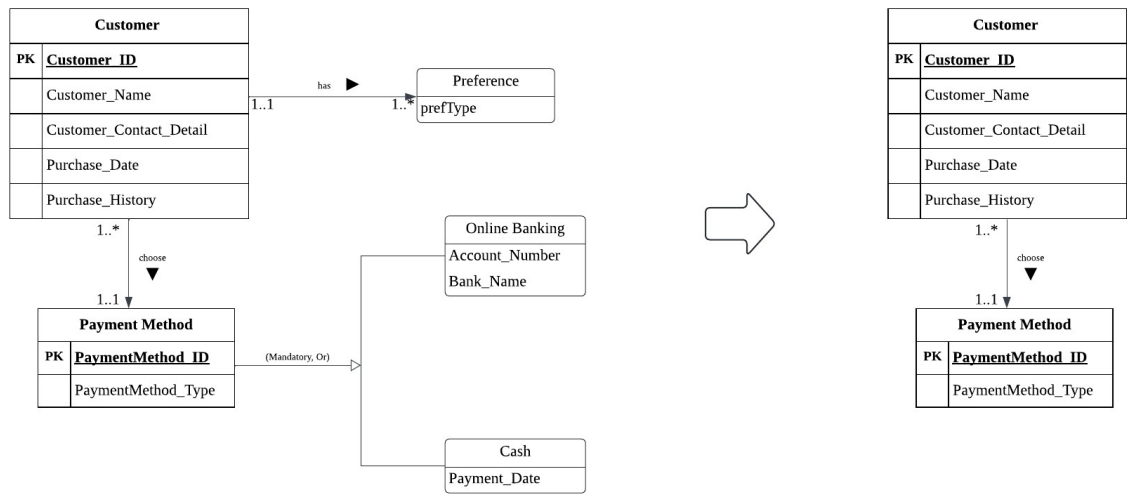 Customer
PK Customer_ID
Customer_Name
Customer_Contact_Detail
Purchase_Date
Purchase_History
has
1..1
1..*
Preference
prefType
1..*
choose
1..1
Payment Method
PK PaymentMethod_ID
PaymentMethod_Type
(Mandatory, Or)
Online Banking
Account_Number
Bank_Name
Cash
Payment_Date
Customer
PK Customer_ID
Customer_Name
Customer_Contact_Detail
Purchase_Date
Purchase_History
1..*
choose
1..1
Payment Method
PK PaymentMethod_ID
PaymentMethod_Type